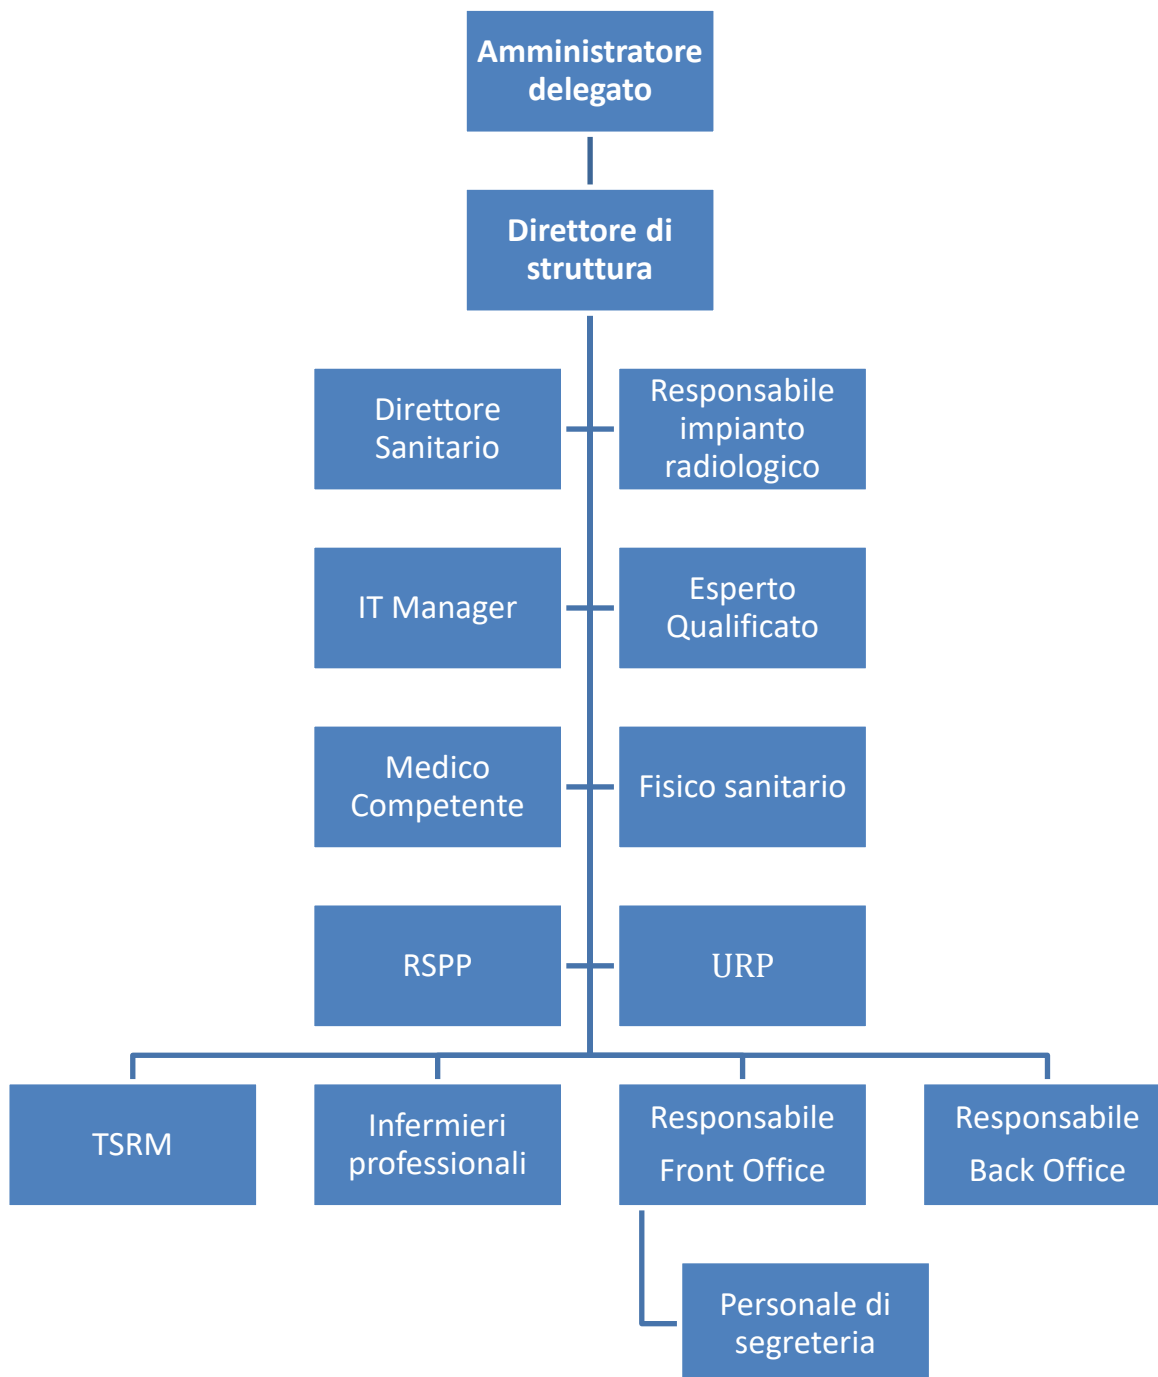 Amministratore
delegato
Direttore di
struttura
Direttore
Sanitario
Responsabile
impianto
radiologico
IT Manager
Esperto
Qualificato
Medico
Competente
Fisico sanitario
RSPP
URP
TSRM
Infermieri
professionali
Responsabile
Front Office
Responsabile
Back Office
Personale di
segreteria